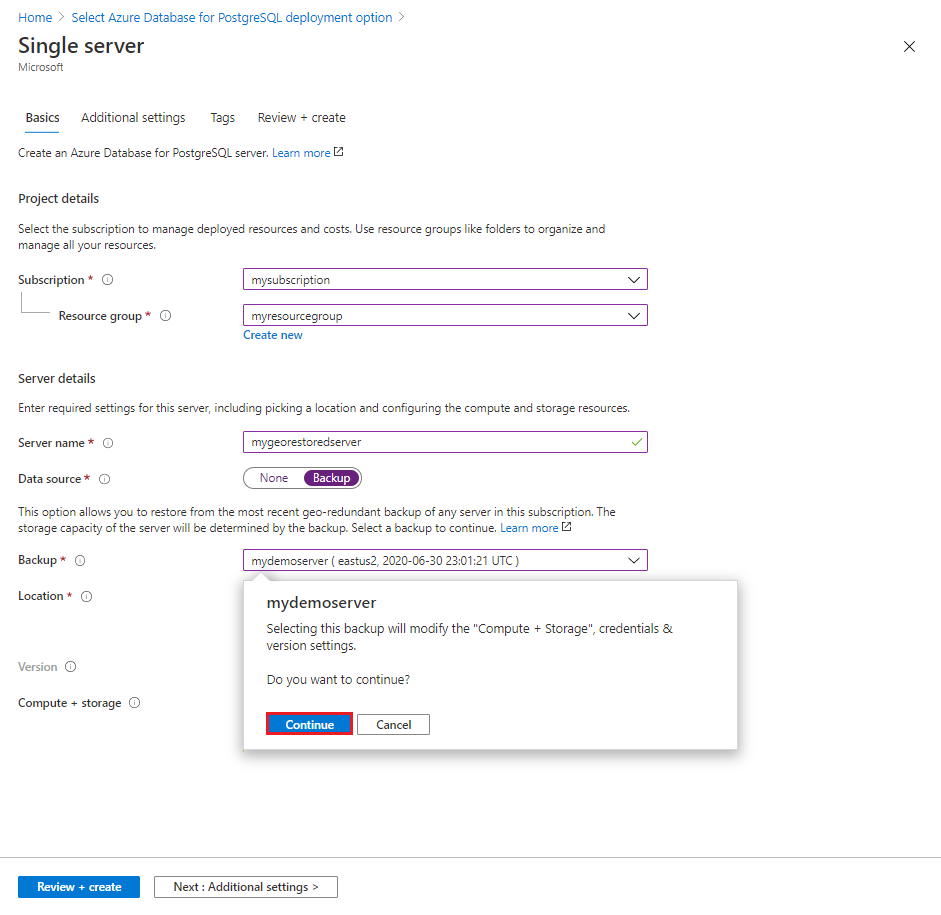 Home > Select Azure Database for PostgreSQL deployment option >
Single server
Microsoft
Basics Additional settings Tags Review + create
Create an Azure Database for PostgreSQL server. Learn more
Project details
Select the subscription to manage deployed resources and costs. Use resource groups like folders to organize and
manage all your resources.
Subscription * mysubscription
Resource group * myresourcegroup
Create new
Server details
Enter required settings for this server, including picking a location and configuring the compute and storage resources.
Server name * mygeorestoredserver
Data source * None Backup
This option allows you to restore from the most recent geo-redundant backup of any server in this subscription. The
storage capacity of the server will be determined by the backup. Select a backup to continue. Learn more
Backup * mydemoserver ( eastus2, 2020-06-30 23:01:21 UTC )
Location *
mydemoserver
Selecting this backup will modify the "Compute + Storage", credentials &
version settings.
Version
Do you want to continue?
Compute + storage
Continue Cancel
Review + create Next : Additional settings >